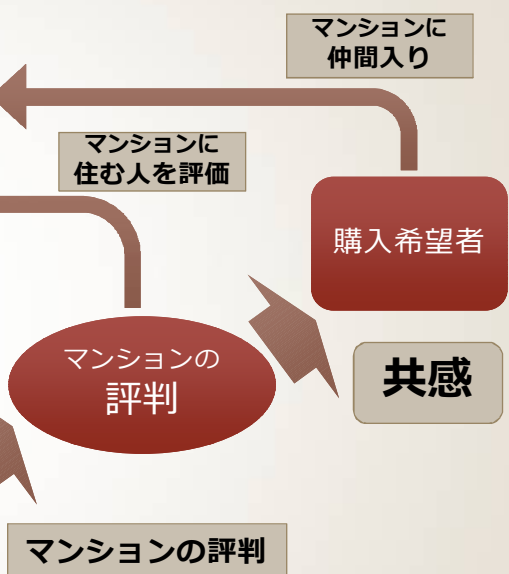 マンションに
仲間入り
マンションに
住む人を評価
購入希望者
マンションの
評判
共感
マンションの評判